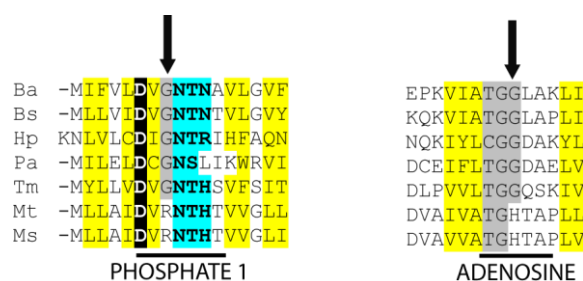 Ba -MIFVLDVGNTNAVLGVF EPKVIATGGLAKLI
Bs -MLLVIDVGNTNTVLGVY KQKVIATGGLAPLI
Hp KNLVLCDIGNTRIHFAQN NQKIYLCGGDAKYL
Pa -MILELDCGNSLIKWRVI DCEIFLTGGDAELV
Tm -MYLLVDVGNTHSVFSIT DLPVVLTGGQSKIV
Mt -MLLAIDVRNTHTVVGLL DVAIVATGHTAPLL
Ms -MLLAIDVRNTHTVVGLI DVAVVATGHTAPLV
PHOSPHATE 1 ADENOSINE